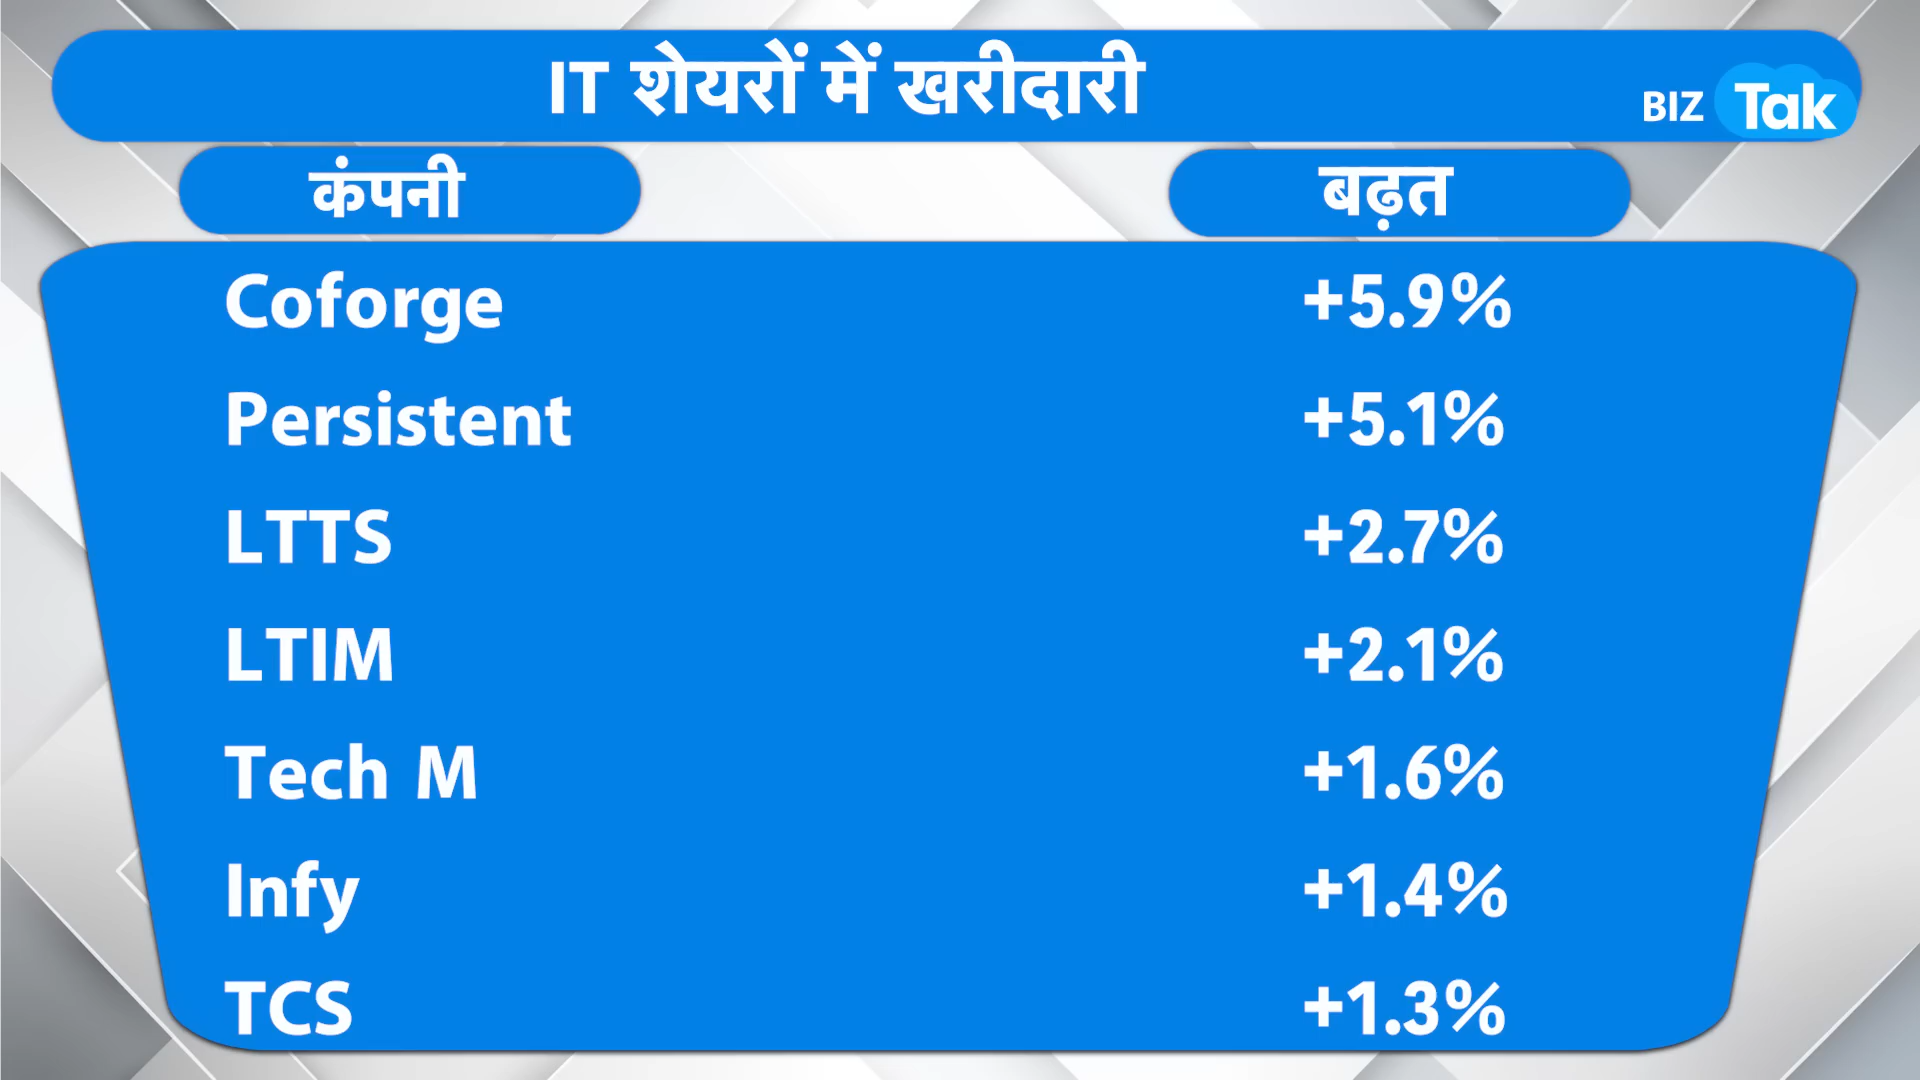 IT शेयरों में खरीदारी
BIZ Tak
कंपनी बढ़त
Coforge +5.9%
Persistent +5.1%
LTTS +2.7%
LTIM +2.1%
Tech M +1.6%
Infy +1.4%
TCS +1.3%